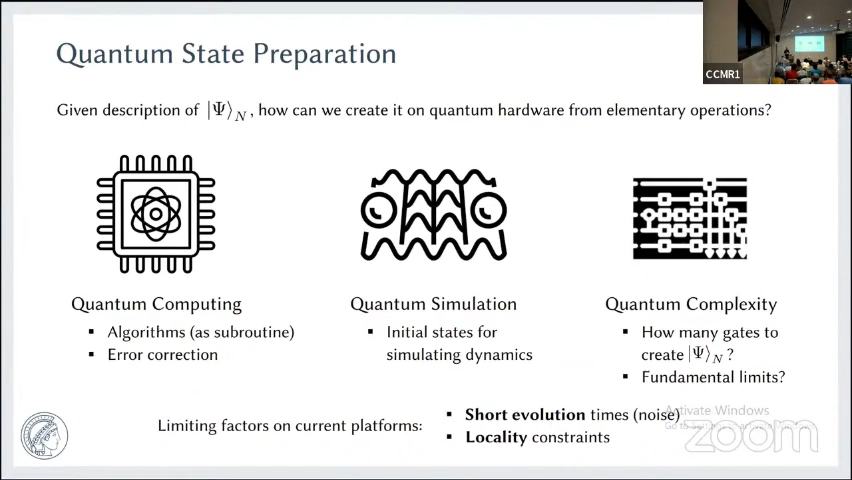 Quantum State Preparation
CCMR1
Given description of |Ψ⟩_N, how can we create it on quantum hardware from elementary operations?
Quantum Computing
▪ Algorithms (as subroutine)
▪ Error correction
Quantum Simulation
▪ Initial states for
simulating dynamics
Quantum Complexity
▪ How many gates to
create |Ψ⟩_N ?
▪ Fundamental limits?
Limiting factors on current platforms:
▪ Short evolution times (noise)
▪ Locality constraints
Activate Windows
Go to
zoom